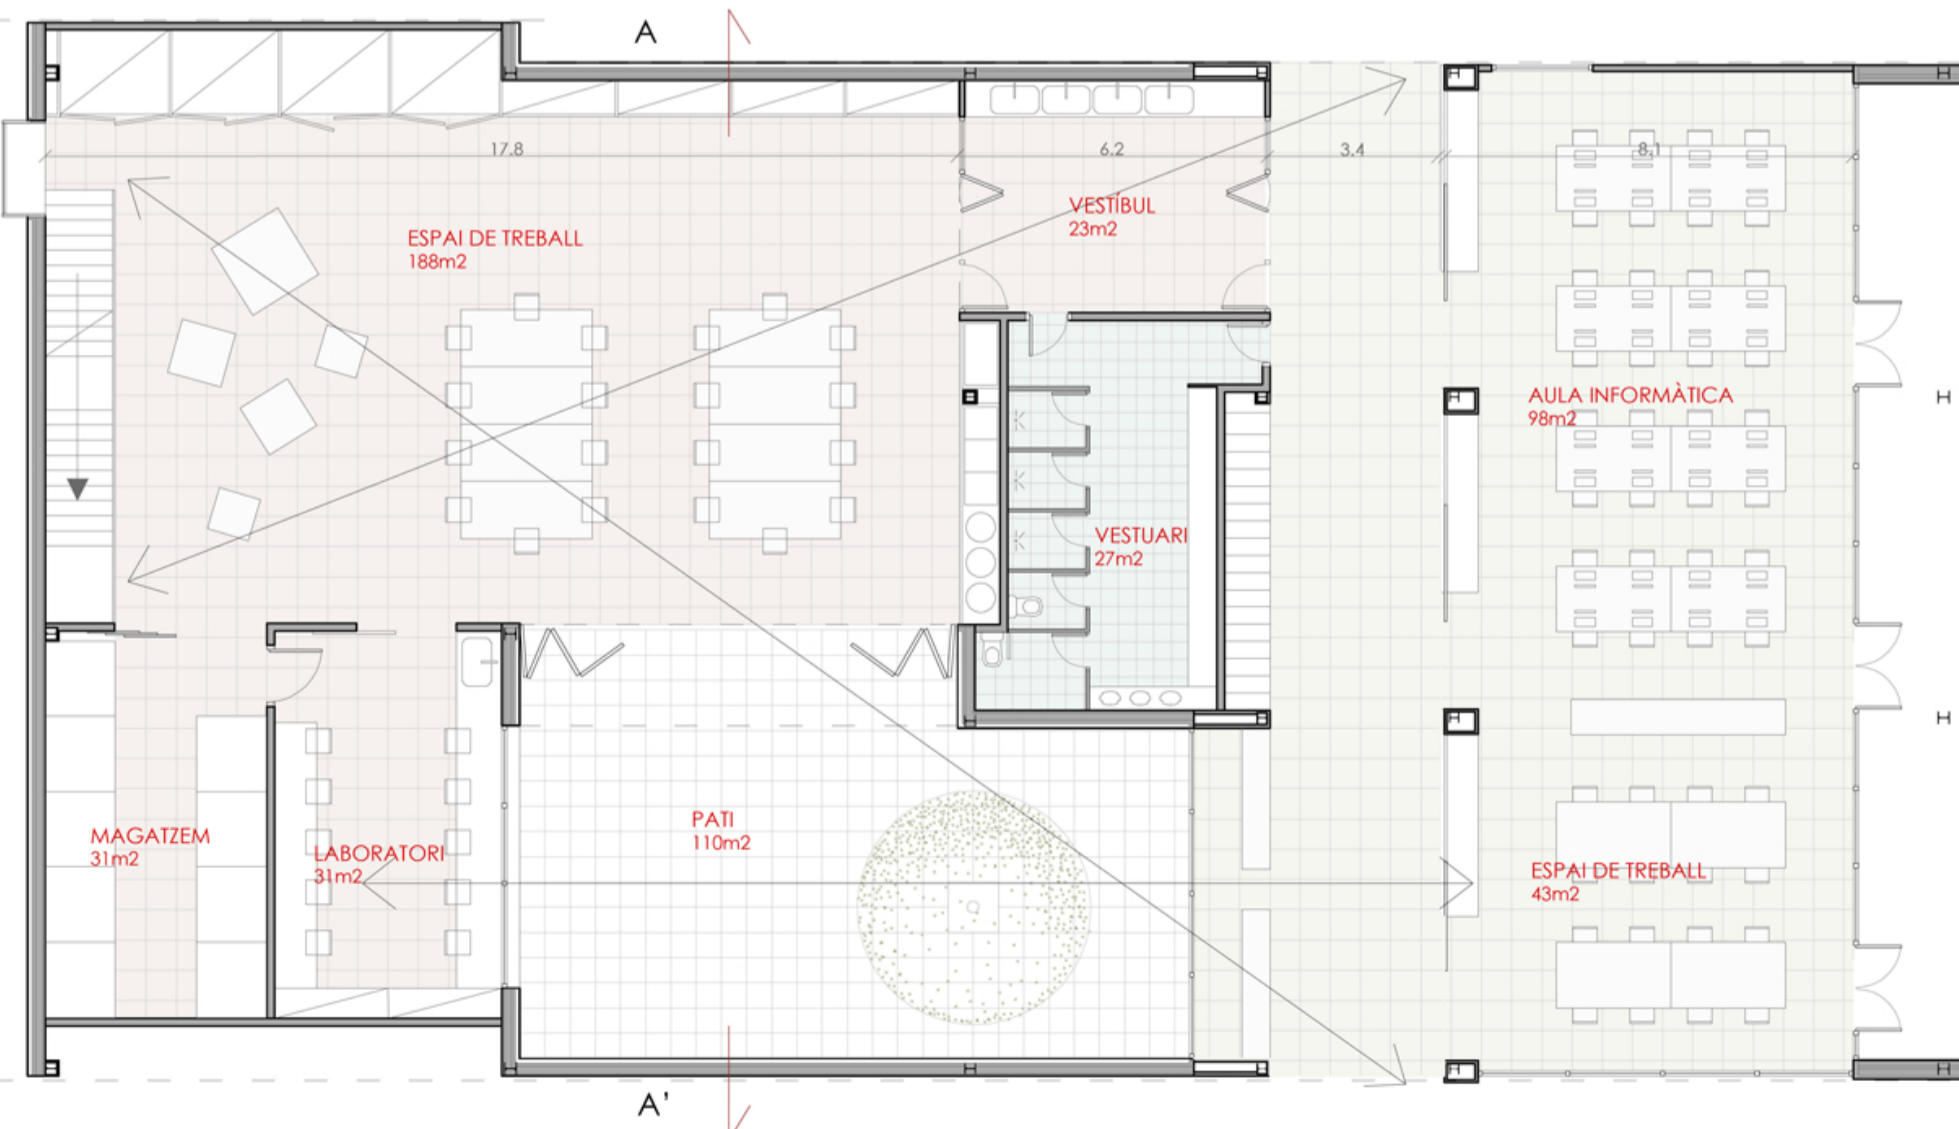 A
17.8
6.2
3.4
8.1
VESTÍBUL
23m2
ESPAI DE TREBALL
188m2
AULA INFORMÀTICA
98m2
VESTUARI
27m2
PATI
110m2
MAGATZEM
31m2
LABORATORI
31m2
ESPAI DE TREBALL
43m2
A'